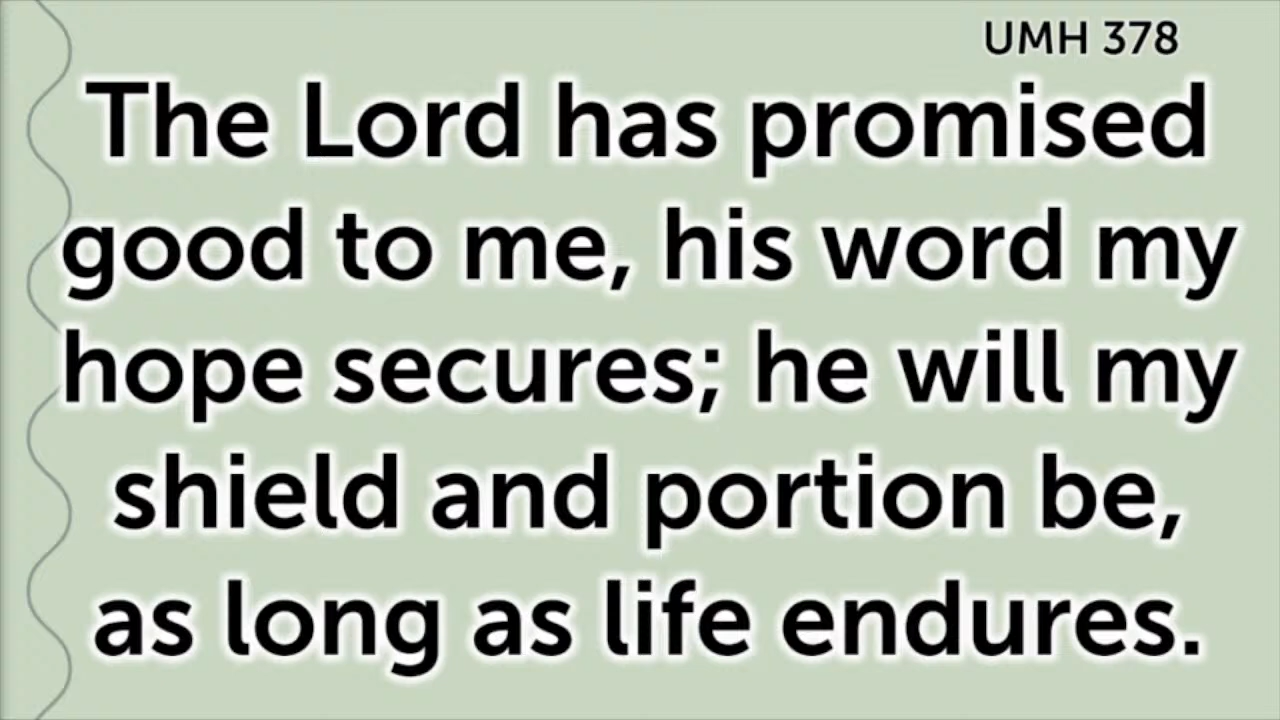 UMH 378
The Lord has promised
good to me, his word my
hope secures; he will my
shield and portion be,
as long as life endures.